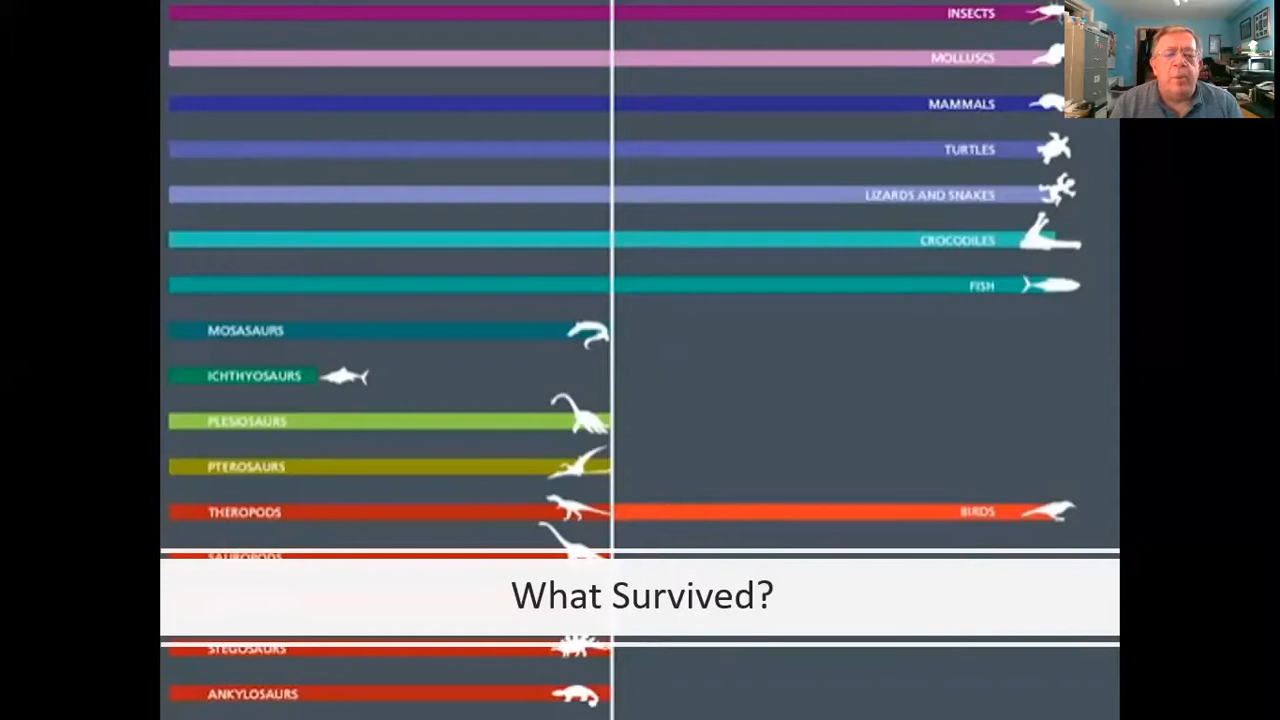 INSECTS
MOLLUSCS
MAMMALS
TURTLES
LIZARDS AND SNAKES
CROCODILES
FISH
MOSASAURS
ICHTHYOSAURS
PLESIOSAURS
PTEROSAURS
THEROPODS
BIRDS
SAUROPODS
What Survived?
STEGOSAURS
ANKYLOSAURS